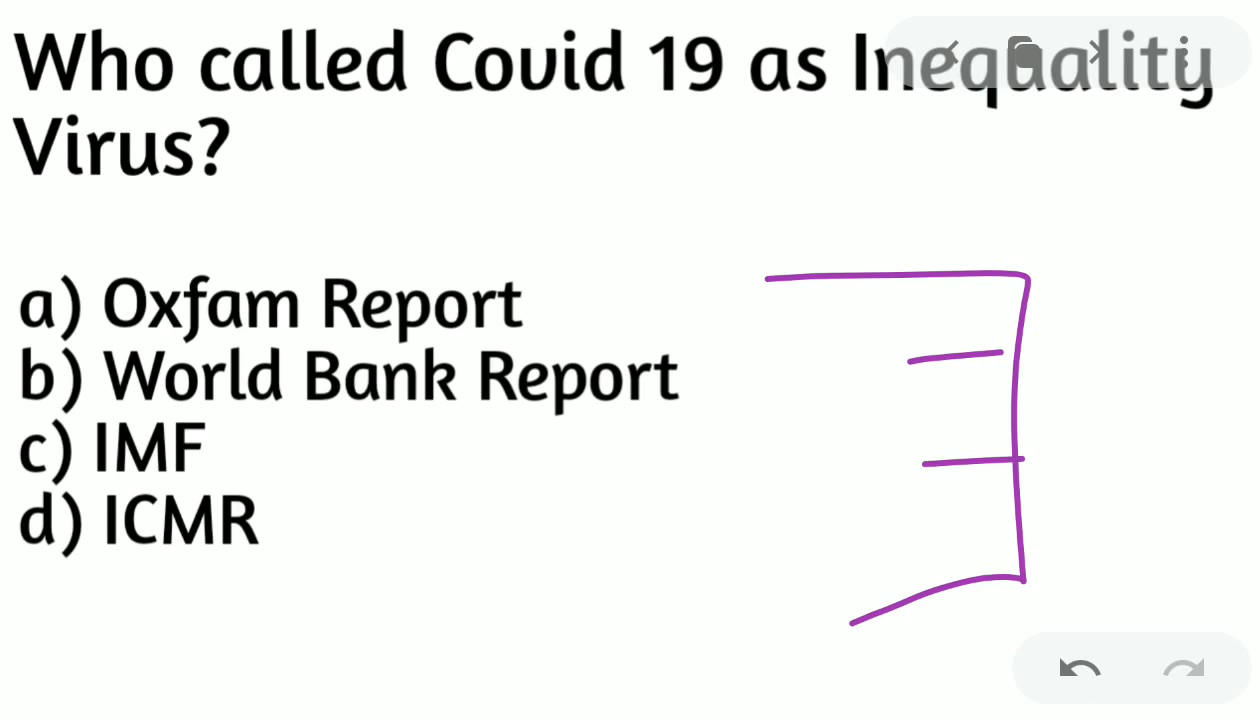 Who called Covid 19 as Inequality
Virus?
a) Oxfam Report
b) World Bank Report
c) IMF
d) ICMR